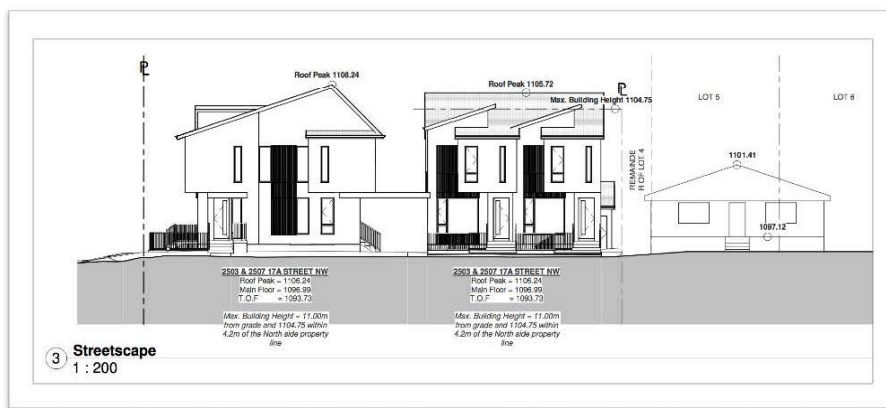 Roof Peak 1106.24
Roof Peak 1105.72
Max. Building Height 1104.75
LOT 5
LOT 6
REMAINDE
R OF LOT 4
1101.41
1097.12
2503 & 2507 17A STREET NW
Roof Peak = 1106.24
Main Floor = 1096.99
T.O.F = 1093.73
Max. Building Height = 11.00m
from grade and 1104.75 within
4.2m of the North side property
line
2503 & 2507 17A STREET NW
Roof Peak = 1106.24
Main Floor = 1096.99
T.O.F = 1093.73
Max. Building Height = 11.00m
from grade and 1104.75 within
4.2m of the North side property
line
3 Streetscape
1 : 200